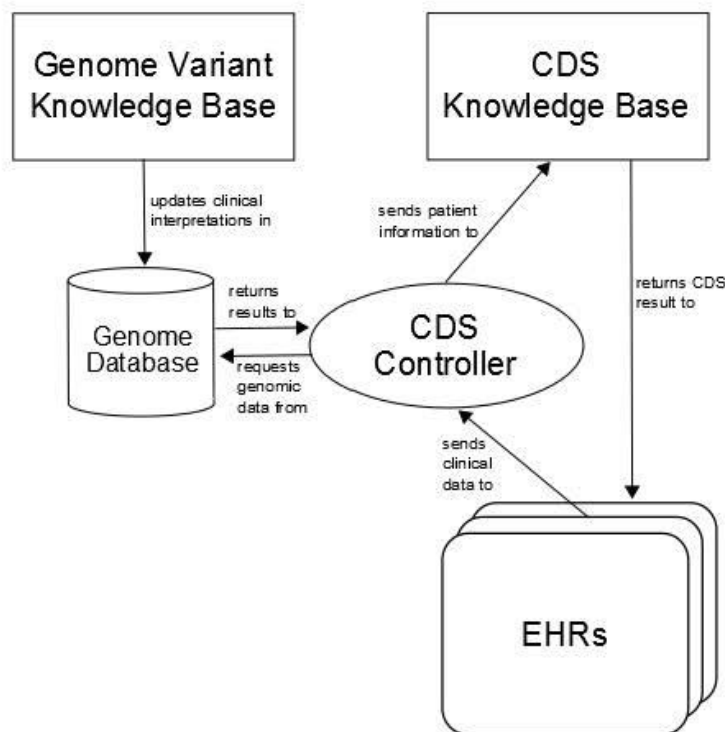 Genome Variant
Knowledge Base
CDS
Knowledge Base
updates clinical
interpretations in
sends patient
information to
returns CDS
result to
returns
results to
Genome
Database
CDS
Controller
requests
genomic
data from
sends
clinical
data to
EHRs